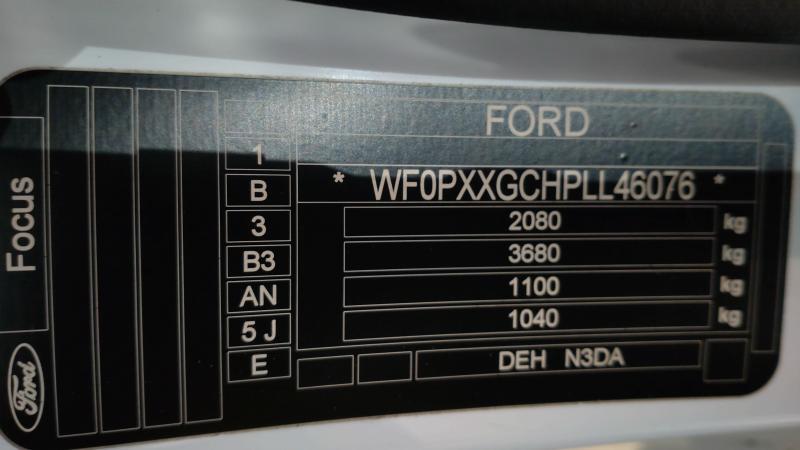 FORD
* WF0PXXGCHPLL46076 *
2080 kg
3680 kg
1100 kg
1040 kg
DEH N3DA
1
B
3
B3
AN
5 J
E
Focus
Ford